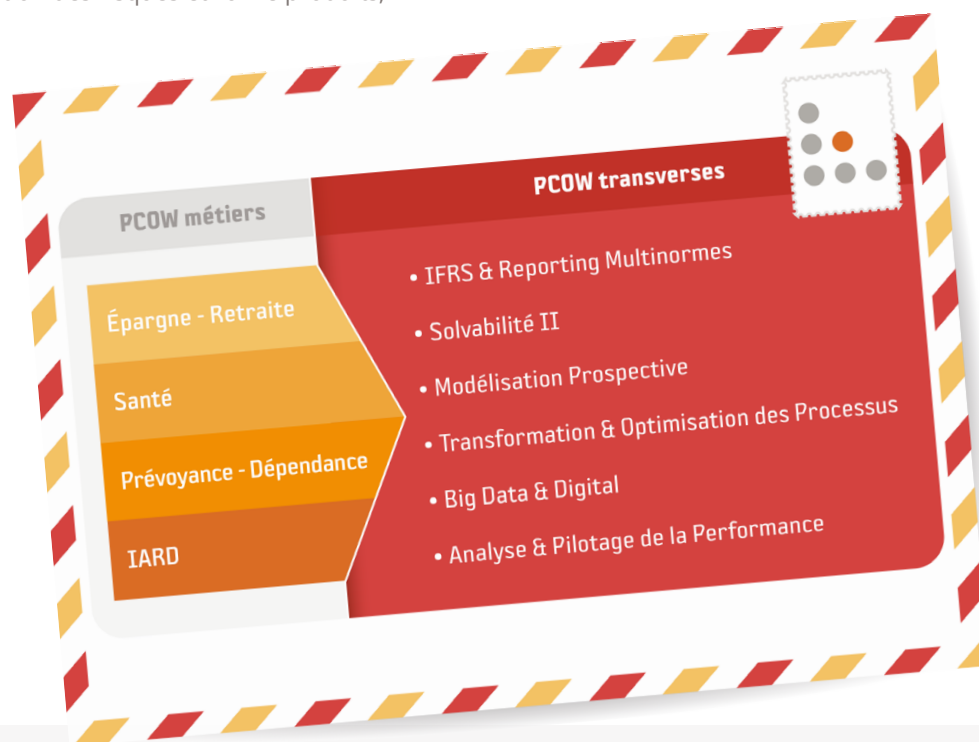 PCOW métiers
PCOW transverses
Épargne - Retraite
Santé
Prévoyance - Dépendance
IARD
• IFRS & Reporting Multinormes
• Solvabilité II
• Modélisation Prospective
• Transformation & Optimisation des Processus
• Big Data & Digital
• Analyse & Pilotage de la Performance